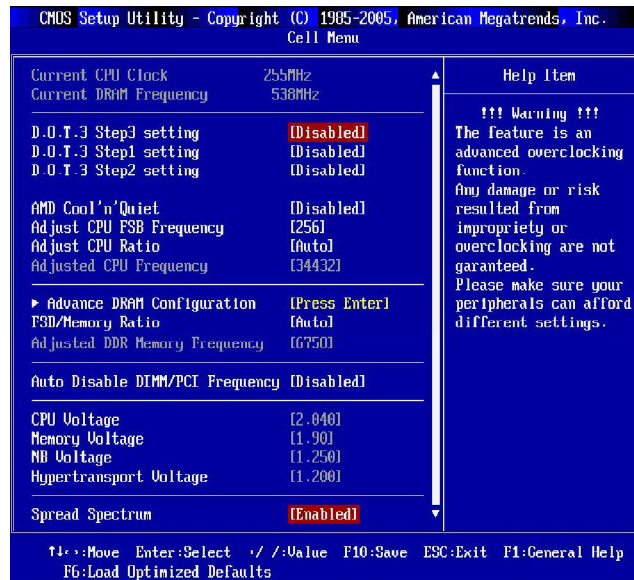 CMOS Setup Utility - Copyright (C) 1985-2005, American Megatrends, Inc.
Cell Menu
Current CPU Clock 255MHz
Current DRAM Frequency 538MHz
D.O.T.3 Step3 setting [Disabled]
D.O.T.3 Step1 setting [Disabled]
D.O.T.3 Step2 setting [Disabled]
AMD Cool'n'Quiet [Disabled]
Adjust CPU FSB Frequency [256]
Adjust CPU Ratio [Auto]
Adjusted CPU Frequency [34432]
Advance DRAM Configuration [Press Enter]
FSB/Memory Ratio [Auto]
Adjusted DDR Memory Frequency [6750]
Auto Disable DIMM/PCI Frequency [Disabled]
CPU Voltage [2.040]
Memory Voltage [1.90]
NB Voltage [1.250]
Hypertransport Voltage [1.200]
Spread Spectrum [Enabled]
Help Item
!!! Warning !!!
The feature is an
advanced overclocking
function.
Any damage or risk
resulted from
impropriety or
overclocking are not
garanteed.
Please make sure your
peripherals can afford
different settings.
↑↓←→:Move Enter:Select +/-/:Value F10:Save ESC:Exit F1:General Help
F6:Load Optimized Defaults